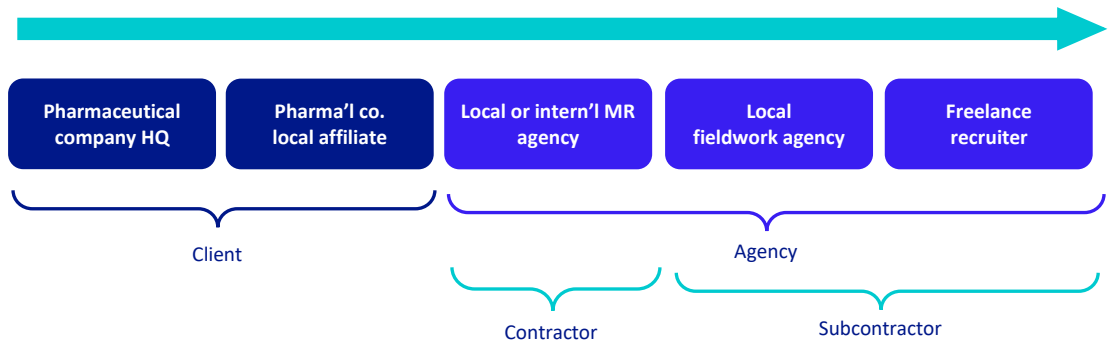 Pharmaceutical
company HQ
Pharma'l co.
local affiliate
Local or intern'l MR
agency
Local
fieldwork agency
Freelance
recruiter
Client
Agency
Contractor
Subcontractor